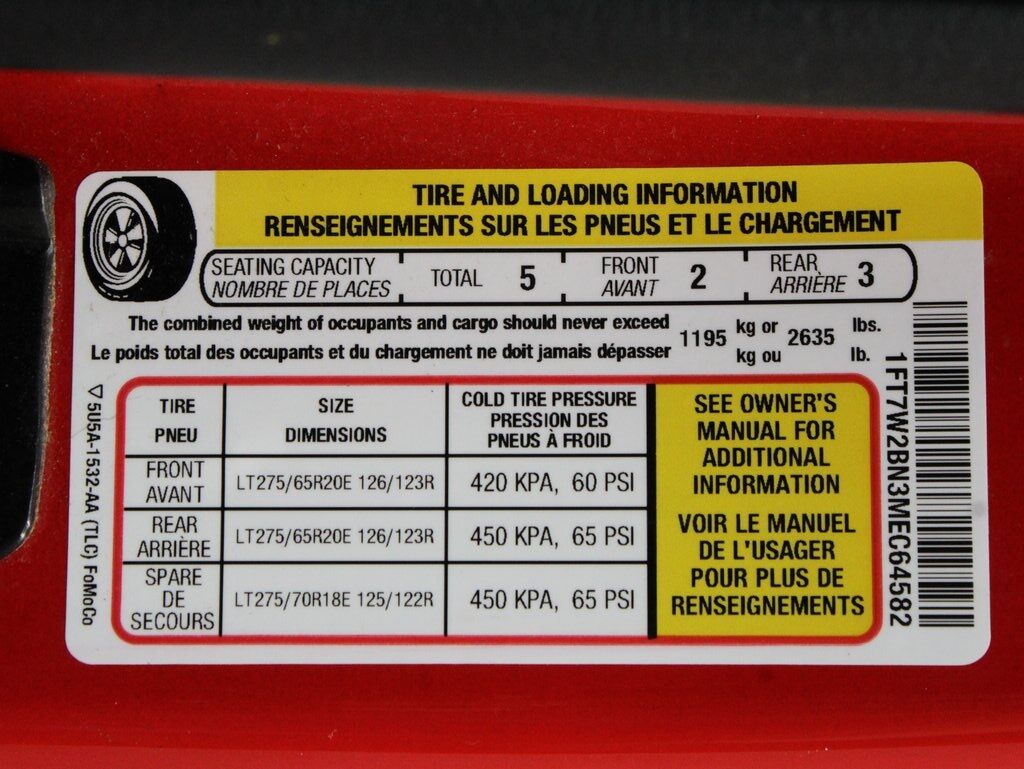 TIRE AND LOADING INFORMATION
RENSEIGNEMENTS SUR LES PNEUS ET LE CHARGEMENT
SEATING CAPACITY TOTAL 5 FRONT 2 REAR 3
NOMBRE DE PLACES AVANT ARRIÈRE
The combined weight of occupants and cargo should never exceed 1195 kg or 2635 lbs.
Le poids total des occupants et du chargement ne doit jamais dépasser kg ou lb.
TIRE SIZE COLD TIRE PRESSURE
PNEU DIMENSIONS PRESSION DES
PNEUS À FROID
FRONT
AVANT LT275/65R20E 126/123R 420 KPA, 60 PSI
REAR
ARRIÈRE LT275/65R20E 126/123R 450 KPA, 65 PSI
SPARE
DE
SECOURS LT275/70R18E 125/122R 450 KPA, 65 PSI
SEE OWNER'S
MANUAL FOR
ADDITIONAL
INFORMATION
VOIR LE MANUEL
DE L'USAGER
POUR PLUS DE
RENSEIGNEMENTS
5U5A-1532-AA (TLC) FoMoCo
1FT7W2BN3MEC64582